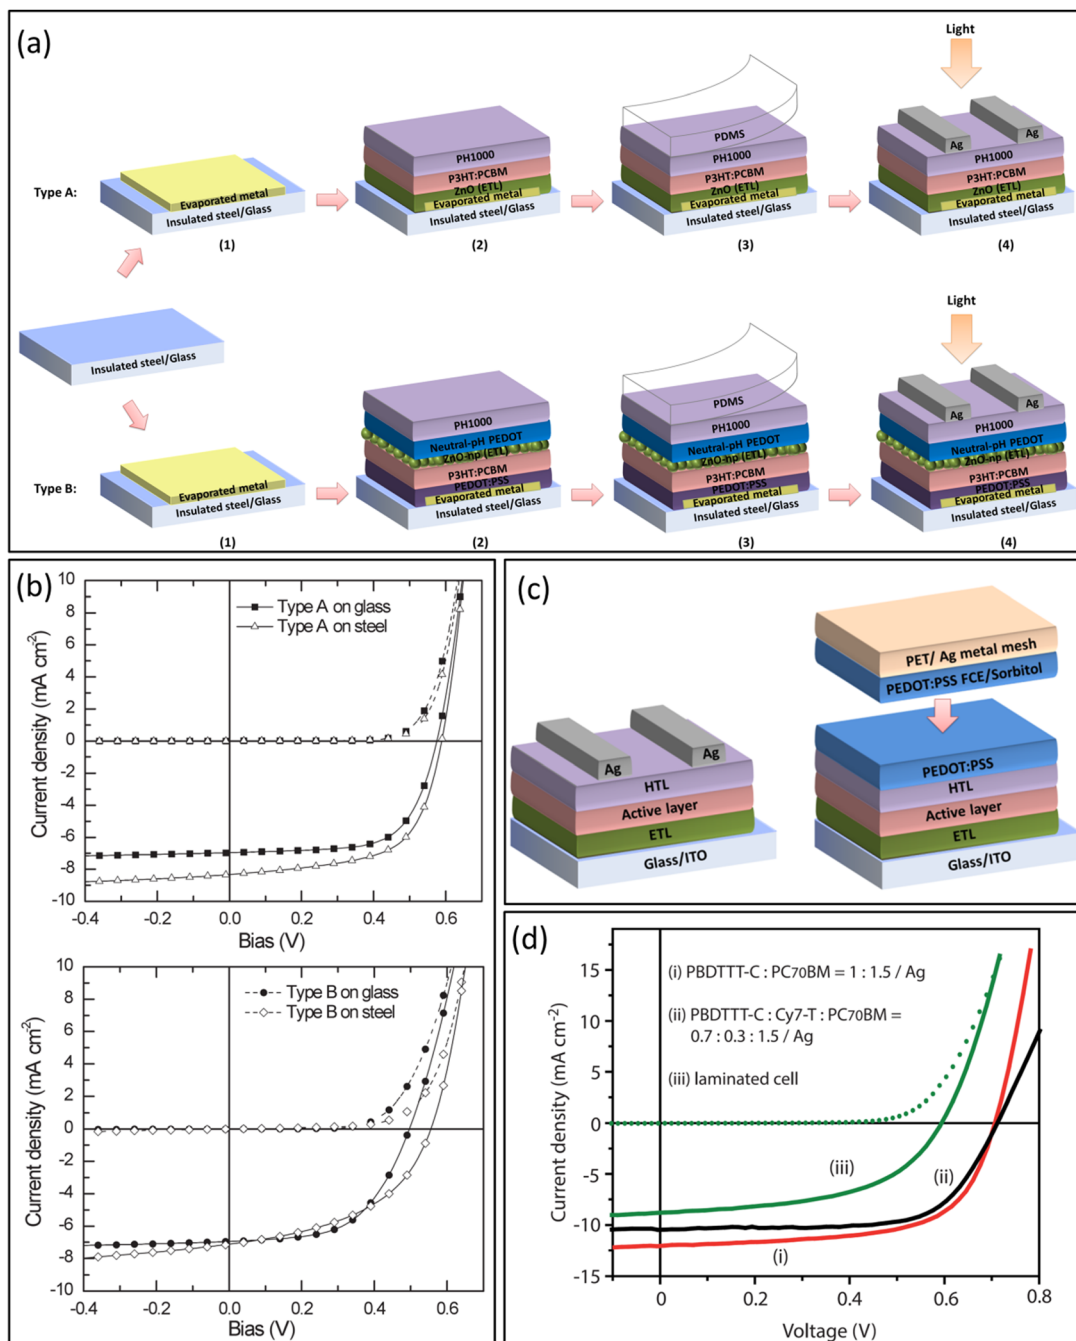 (a)
Light
Type A:
Evaporated metal
Insulated steel/Glass
(1)
PH1000
P3HT:PCBM
ZnO (ETL)
Evaporated metal
Insulated steel/Glass
(2)
PDMS
PH1000
P3HT:PCBM
ZnO (ETL)
Evaporated metal
Insulated steel/Glass
(3)
Ag
Ag
PH1000
P3HT:PCBM
ZnO (ETL)
Evaporated metal
Insulated steel/Glass
(4)
Insulated steel/Glass
Light
Type B:
Evaporated metal
Insulated steel/Glass
(1)
PH1000
Neutral-pH PEDOT
ZnO-np (ETL)
P3HT:PCBM
PEDOT:PSS
Evaporated metal
Insulated steel/Glass
(2)
PDMS
PH1000
Neutral-pH PEDOT
ZnO-np (ETL)
P3HT:PCBM
PEDOT:PSS
Evaporated metal
Insulated steel/Glass
(3)
Ag
Ag
PH1000
Neutral-pH PEDOT
ZnO-np (ETL)
P3HT:PCBM
PEDOT:PSS
Evaporated metal
Insulated steel/Glass
(4)
(b)
Current density (mA cm-2)
10
8
6
4
2
0
-2
-4
-6
-8
-10
Type A on glass
Type A on steel
-0.4 -0.2 0.0 0.2 0.4 0.6
Bias (V)
Current density (mA cm-2)
10
8
6
4
2
0
-2
-4
-6
-8
-10
Type B on glass
Type B on steel
-0.4 -0.2 0.0 0.2 0.4 0.6
Bias (V)
(c)
Ag
Ag
HTL
Active layer
ETL
Glass/ITO
PET/ Ag metal mesh
PEDOT:PSS FCE/Sorbitol
PEDOT:PSS
HTL
Active layer
ETL
Glass/ITO
(d)
Current density (mA cm-2)
15
10
5
0
-5
-10
-15
(i) PBDTTT-C : PC70BM = 1 : 1.5 / Ag
(ii) PBDTTT-C : Cy7-T : PC70BM =
0.7 : 0.3 : 1.5/ Ag
(iii) laminated cell
(iii)
(ii)
(i)
0 0.2 0.4 0.6 0.8
Voltage (V)